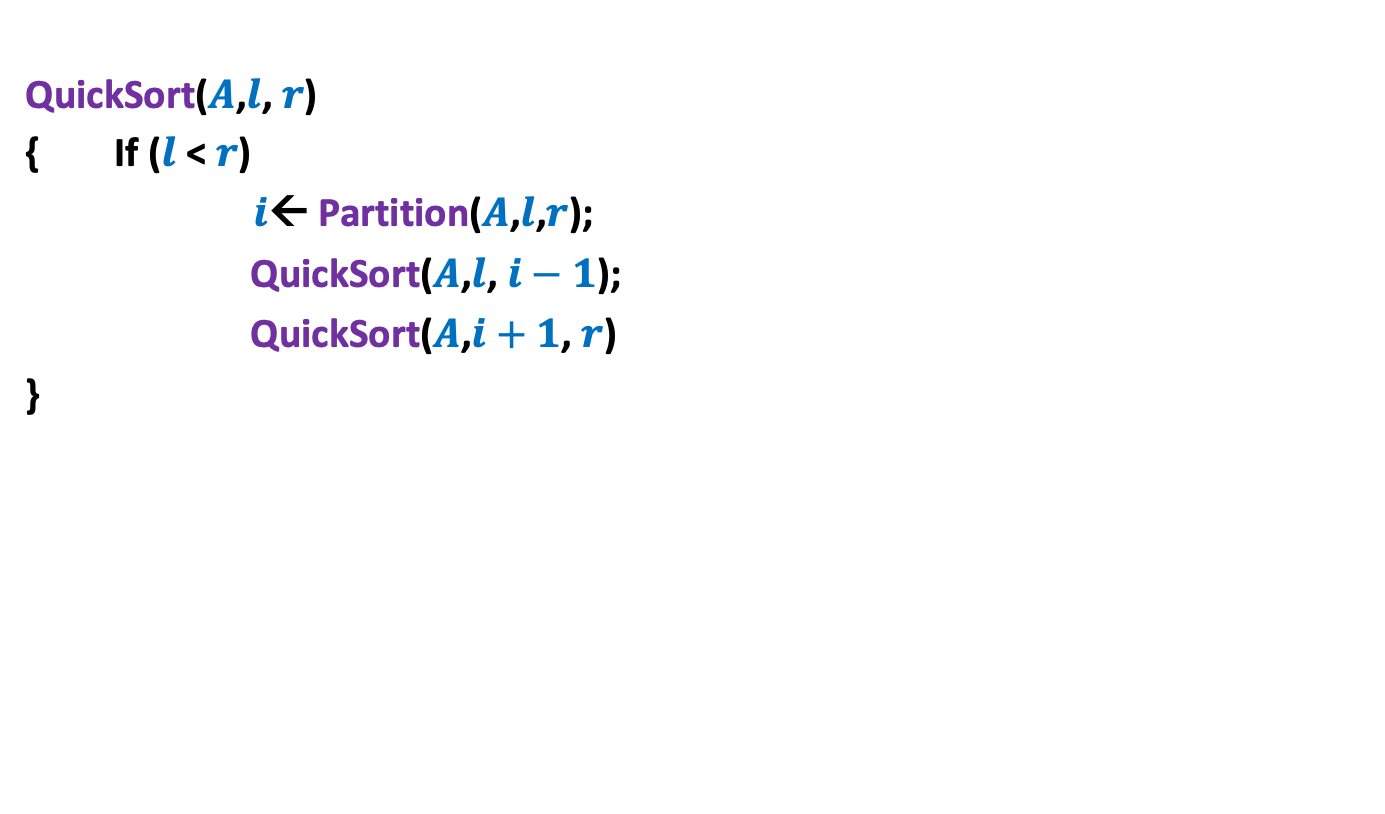 QuickSort(A,l, r)
{ If (l < r)
i← Partition(A,l,r);
QuickSort(A,l, i − 1);
QuickSort(A,i + 1, r)
}